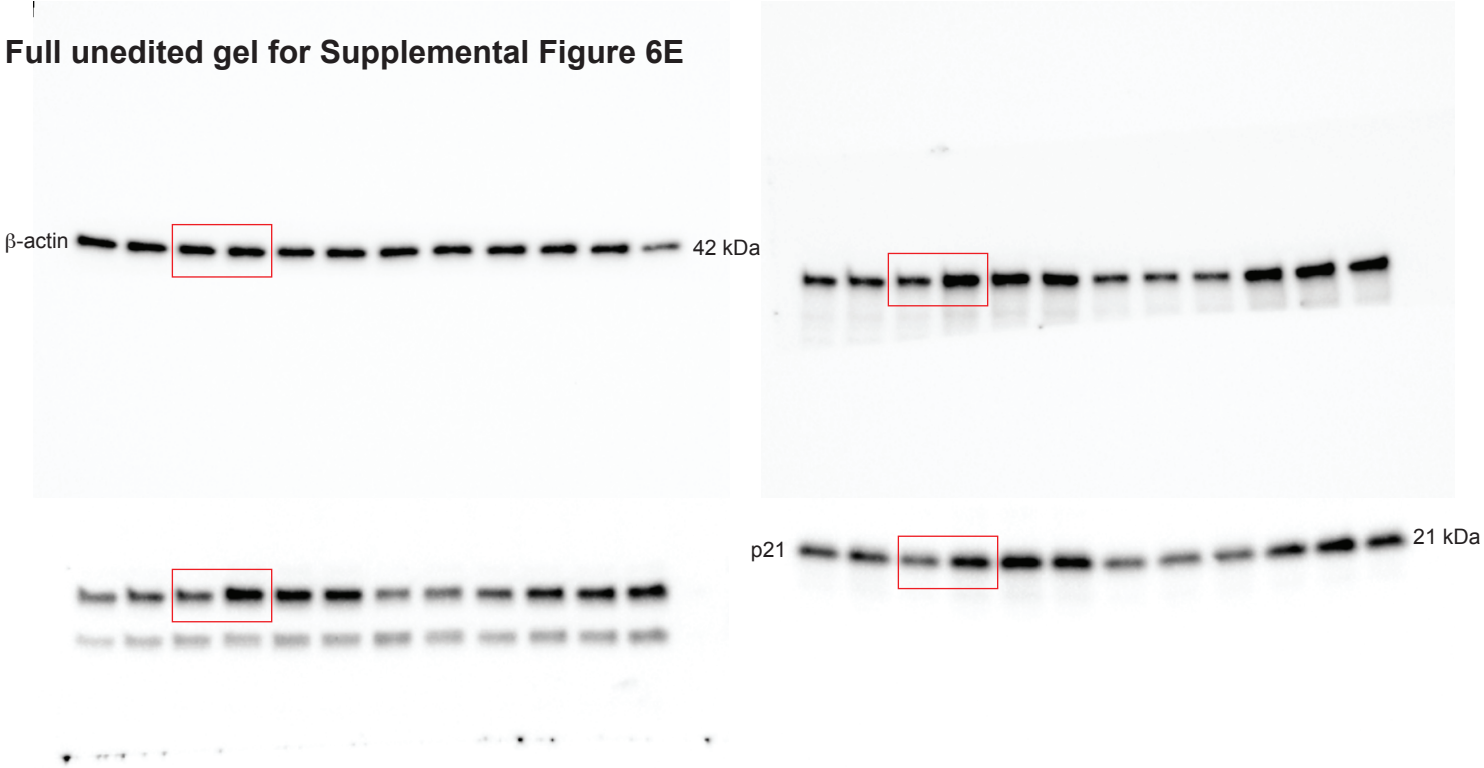 Full unedited gel for Supplemental Figure 6E
β-actin
42 kDa
p21
21 kDa